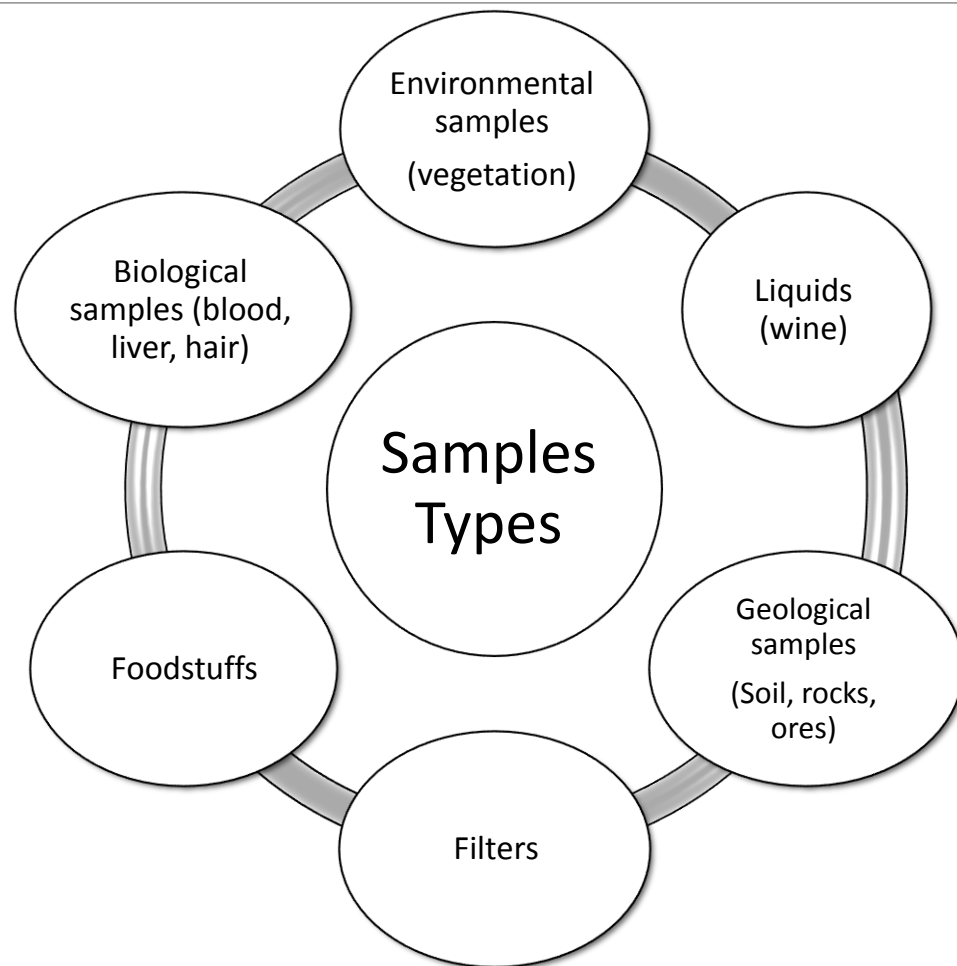 Environmental
samples
(vegetation)
Liquids
(wine)
Geological
samples
(Soil, rocks,
ores)
Filters
Foodstuffs
Biological
samples (blood,
liver, hair)
Samples
Types